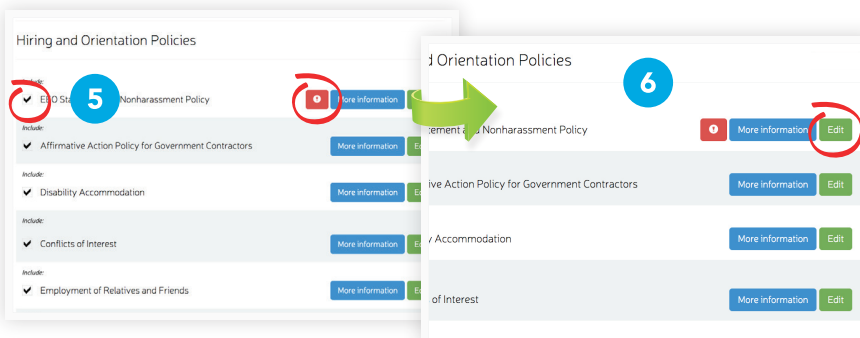 Hiring and Orientation Policies
Include:
EEO Sta Nonharassment Policy
More information
5
Include:
Affirmative Action Policy for Government Contractors
More information
Include:
Disability Accommodation
More information
Include:
Conflicts of Interest
More information
Include:
Employment of Relatives and Friends
More information
d Orientation Policies
6
tement and Nonharassment Policy
More information Edit
ive Action Policy for Government Contractors
More information Edit
y Accommodation
More information Edit
of Interest
More information Edit